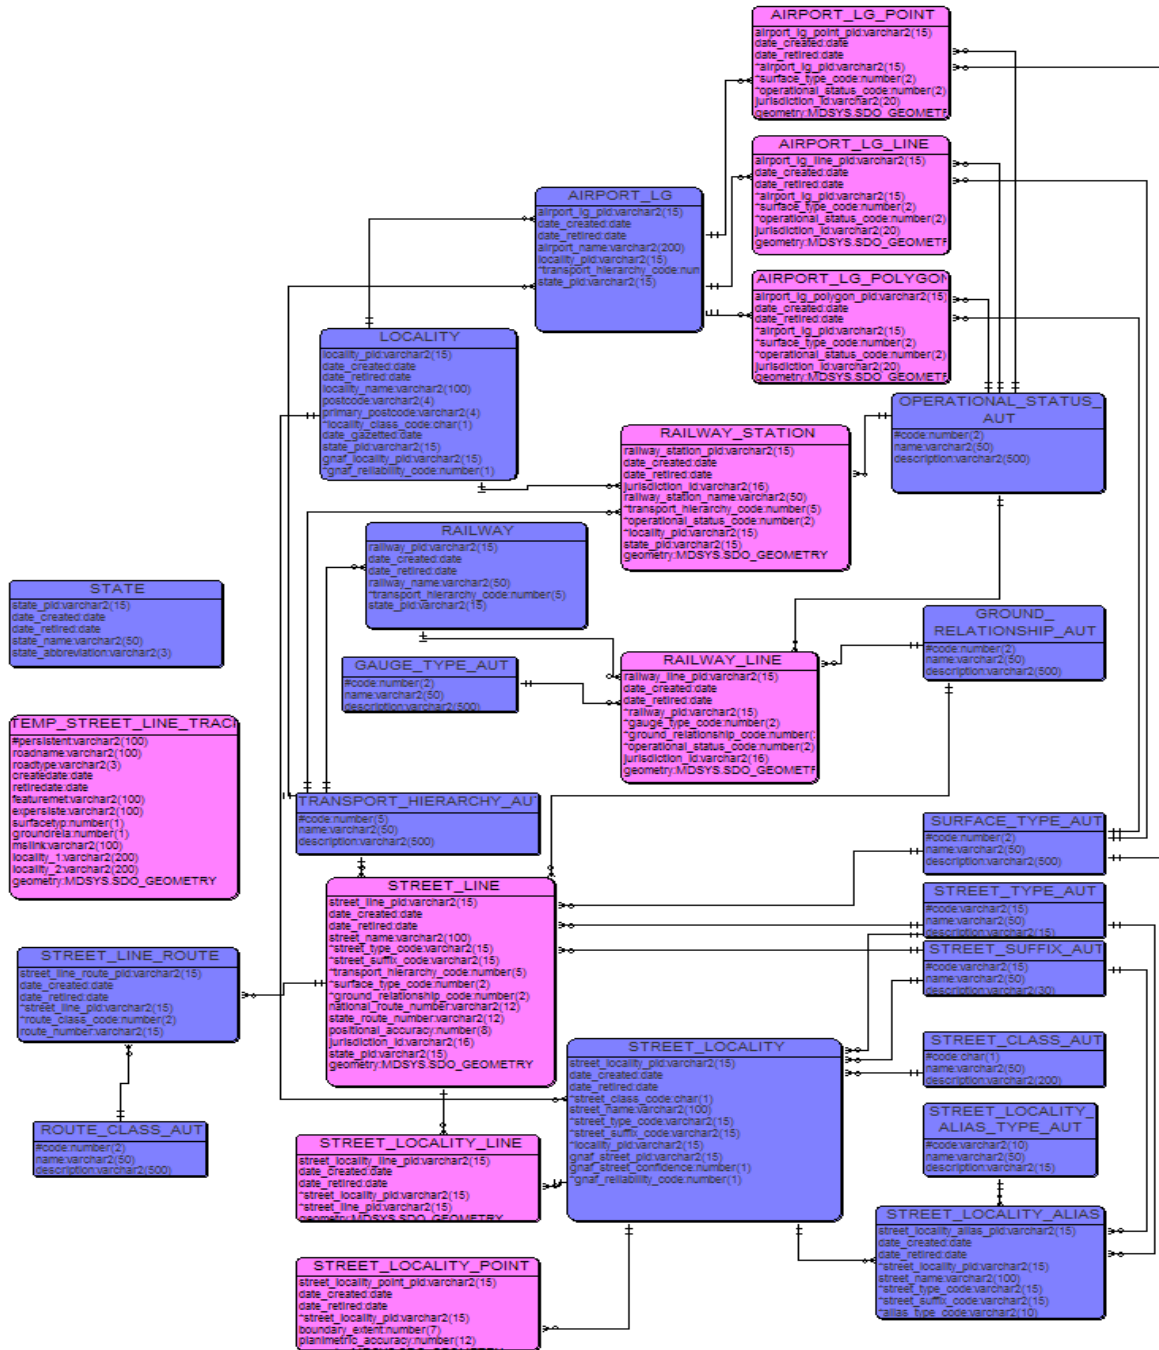 AIRPORT_LG_POINT
airport_lg_point_pid:varchar2(15)
date_created:date
date_retired:date
*airport_lg_pid:varchar2(15)
*surface_type_code:number(2)
*operational_status_code:number(2)
jurisdiction_id:varchar2(20)
geometry:MDSYS.SDO_GEOMETR
AIRPORT_LG_LINE
airport_lg_line_pid:varchar2(15)
date_created:date
date_retired:date
*airport_lg_pid:varchar2(15)
*surface_type_code:number(2)
*operational_status_code:number(2)
jurisdiction_id:varchar2(20)
geometry:MDSYS.SDO_GEOMETR
AIRPORT_LG
airport_lg_pid:varchar2(15)
date_created:date
date_retired:date
airport_name:varchar2(200)
locality_pid:varchar2(15)
*transport_hierarchy_code:num
state_pid:varchar2(15)
AIRPORT_LG_POLYGON
airport_lg_polygon_pid:varchar2(15)
date_created:date
date_retired:date
*airport_lg_pid:varchar2(15)
*surface_type_code:number(2)
*operational_status_code:number(2)
jurisdiction_id:varchar2(20)
geometry:MDSYS.SDO_GEOMETR
LOCALITY
locality_pid:varchar2(15)
date_created:date
date_retired:date
locality_name:varchar2(100)
postcode:varchar2(4)
primary_postcode:varchar2(4)
*locality_class_code:char(1)
date_gazetted:date
state_pid:varchar2(15)
gnaf_locality_pid:varchar2(15)
*gnaf_reliability_code:number(1)
OPERATIONAL_STATUS_
AUT
#code:number(2)
name:varchar2(50)
description:varchar2(500)
RAILWAY_STATION
railway_station_pid:varchar2(15)
date_created:date
date_retired:date
jurisdiction_id:varchar2(16)
railway_station_name:varchar2(50)
*transport_hierarchy_code:number(5)
*operational_status_code:number(2)
*locality_pid:varchar2(15)
state_pid:varchar2(15)
geometry:MDSYS.SDO_GEOMETRY
RAILWAY
railway_pid:varchar2(15)
date_created:date
date_retired:date
railway_name:varchar2(50)
*transport_hierarchy_code:number(5)
state_pid:varchar2(15)
STATE
state_pid:varchar2(15)
date_created:date
date_retired:date
state_name:varchar2(50)
state_abbreviation:varchar2(3)
GROUND_
RELATIONSHIP_AUT
#code:number(2)
name:varchar2(50)
description:varchar2(500)
GAUGE_TYPE_AUT
#code:number(2)
name:varchar2(50)
description:varchar2(500)
RAILWAY_LINE
railway_line_pid:varchar2(15)
date_created:date
date_retired:date
*railway_pid:varchar2(15)
*gauge_type_code:number(2)
*ground_relationship_code:number(
*operational_status_code:number(2)
jurisdiction_id:varchar2(16)
geometry:MDSYS.SDO_GEOMETR
TEMP_STREET_LINE_TRACK
#persistent:varchar2(100)
roadname:varchar2(100)
roadtype:varchar2(3)
createdate:date
retiredate:date
featuremet:varchar2(100)
expersiste:varchar2(100)
surfacetyp:number(1)
groundrela:number(1)
mslink:varchar2(100)
locality_1:varchar2(200)
locality_2:varchar2(200)
geometry:MDSYS.SDO_GEOMETRY
TRANSPORT_HIERARCHY_AUT
#code:number(5)
name:varchar2(50)
description:varchar2(500)
SURFACE_TYPE_AUT
#code:number(2)
name:varchar2(50)
description:varchar2(500)
STREET_LINE
street_line_pid:varchar2(15)
date_created:date
date_retired:date
street_name:varchar2(100)
*street_type_code:varchar2(15)
*street_suffix_code:varchar2(15)
*transport_hierarchy_code:number(5)
*surface_type_code:number(2)
*ground_relationship_code:number(2)
national_route_number:varchar2(12)
state_route_number:varchar2(12)
positional_accuracy:number(8)
jurisdiction_id:varchar2(16)
state_pid:varchar2(15)
geometry:MDSYS.SDO_GEOMETRY
STREET_TYPE_AUT
#code:varchar2(15)
name:varchar2(50)
description:varchar2(15)
STREET_SUFFIX_AUT
#code:varchar2(15)
name:varchar2(50)
description:varchar2(30)
STREET_LINE_ROUTE
street_line_route_pid:varchar2(15)
date_created:date
date_retired:date
*street_line_pid:varchar2(15)
*route_class_code:number(2)
route_number:varchar2(15)
STREET_CLASS_AUT
#code:char(1)
name:varchar2(50)
description:varchar2(200)
STREET_LOCALITY
street_locality_pid:varchar2(15)
date_created:date
date_retired:date
*street_class_code:char(1)
street_name:varchar2(100)
*street_type_code:varchar2(15)
*street_suffix_code:varchar2(15)
*locality_pid:varchar2(15)
gnaf_street_pid:varchar2(15)
gnaf_street_confidence:number(1)
*gnaf_reliability_code:number(1)
STREET_LOCALITY_
ALIAS_TYPE_AUT
#code:varchar2(10)
name:varchar2(50)
description:varchar2(15)
ROUTE_CLASS_AUT
#code:number(2)
name:varchar2(50)
description:varchar2(500)
STREET_LOCALITY_LINE
street_locality_line_pid:varchar2(15)
date_created:date
date_retired:date
*street_locality_pid:varchar2(15)
*street_line_pid:varchar2(15)
geometry:MDSYS.SDO_GEOMETRY
STREET_LOCALITY_ALIAS
street_locality_alias_pid:varchar2(15)
date_created:date
date_retired:date
*street_locality_pid:varchar2(15)
street_name:varchar2(100)
*street_type_code:varchar2(15)
*street_suffix_code:varchar2(15)
*alias_type_code:varchar2(10)
STREET_LOCALITY_POINT
street_locality_point_pid:varchar2(15)
date_created:date
date_retired:date
*street_locality_pid:varchar2(15)
boundary_extent:number(7)
planimetric_accuracy:number(12)